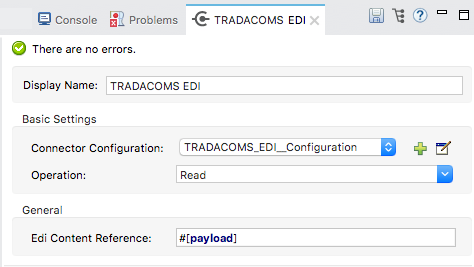 Console Problems TRADACOMS EDI
There are no errors.
Display Name: TRADACOMS EDI
Basic Settings
Connector Configuration: TRADACOMS_EDI__Configuration
Operation: Read
General
Edi Content Reference: #[payload]